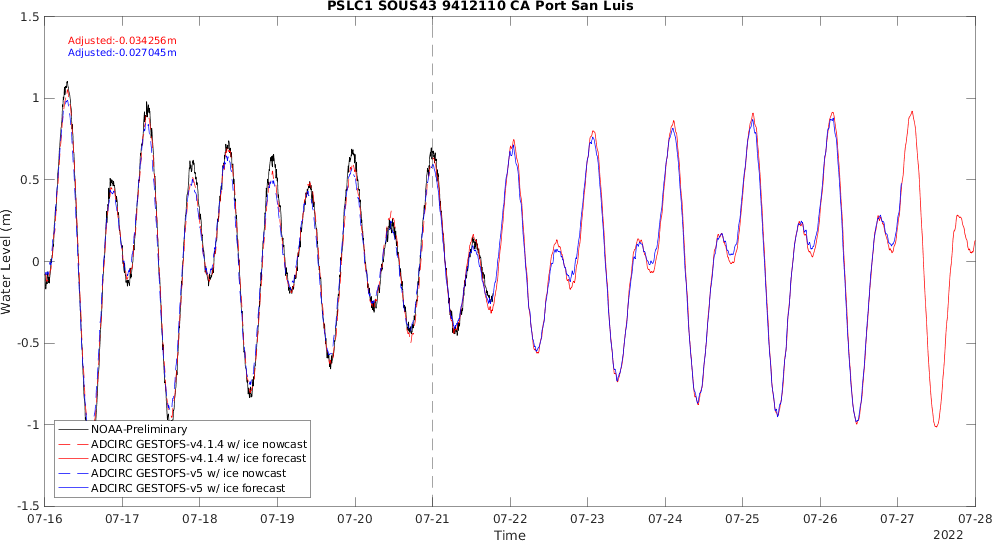 PSLC1 SOUS43 9412110 CA Port San Luis
Adjusted:-0.034256m
Adjusted:-0.027045m
1.5
1
0.5
0
-0.5
-1
-1.5
Water Level (m)
NOAA-Preliminary
ADCIRC GESTOFS-v4.1.4 w/ ice nowcast
ADCIRC GESTOFS-v4.1.4 w/ ice forecast
ADCIRC GESTOFS-v5 w/ ice nowcast
ADCIRC GESTOFS-v5 w/ ice forecast
07-16 07-17 07-18 07-19 07-20 07-21 07-22 07-23 07-24 07-25 07-26 07-27 07-28
Time
2022